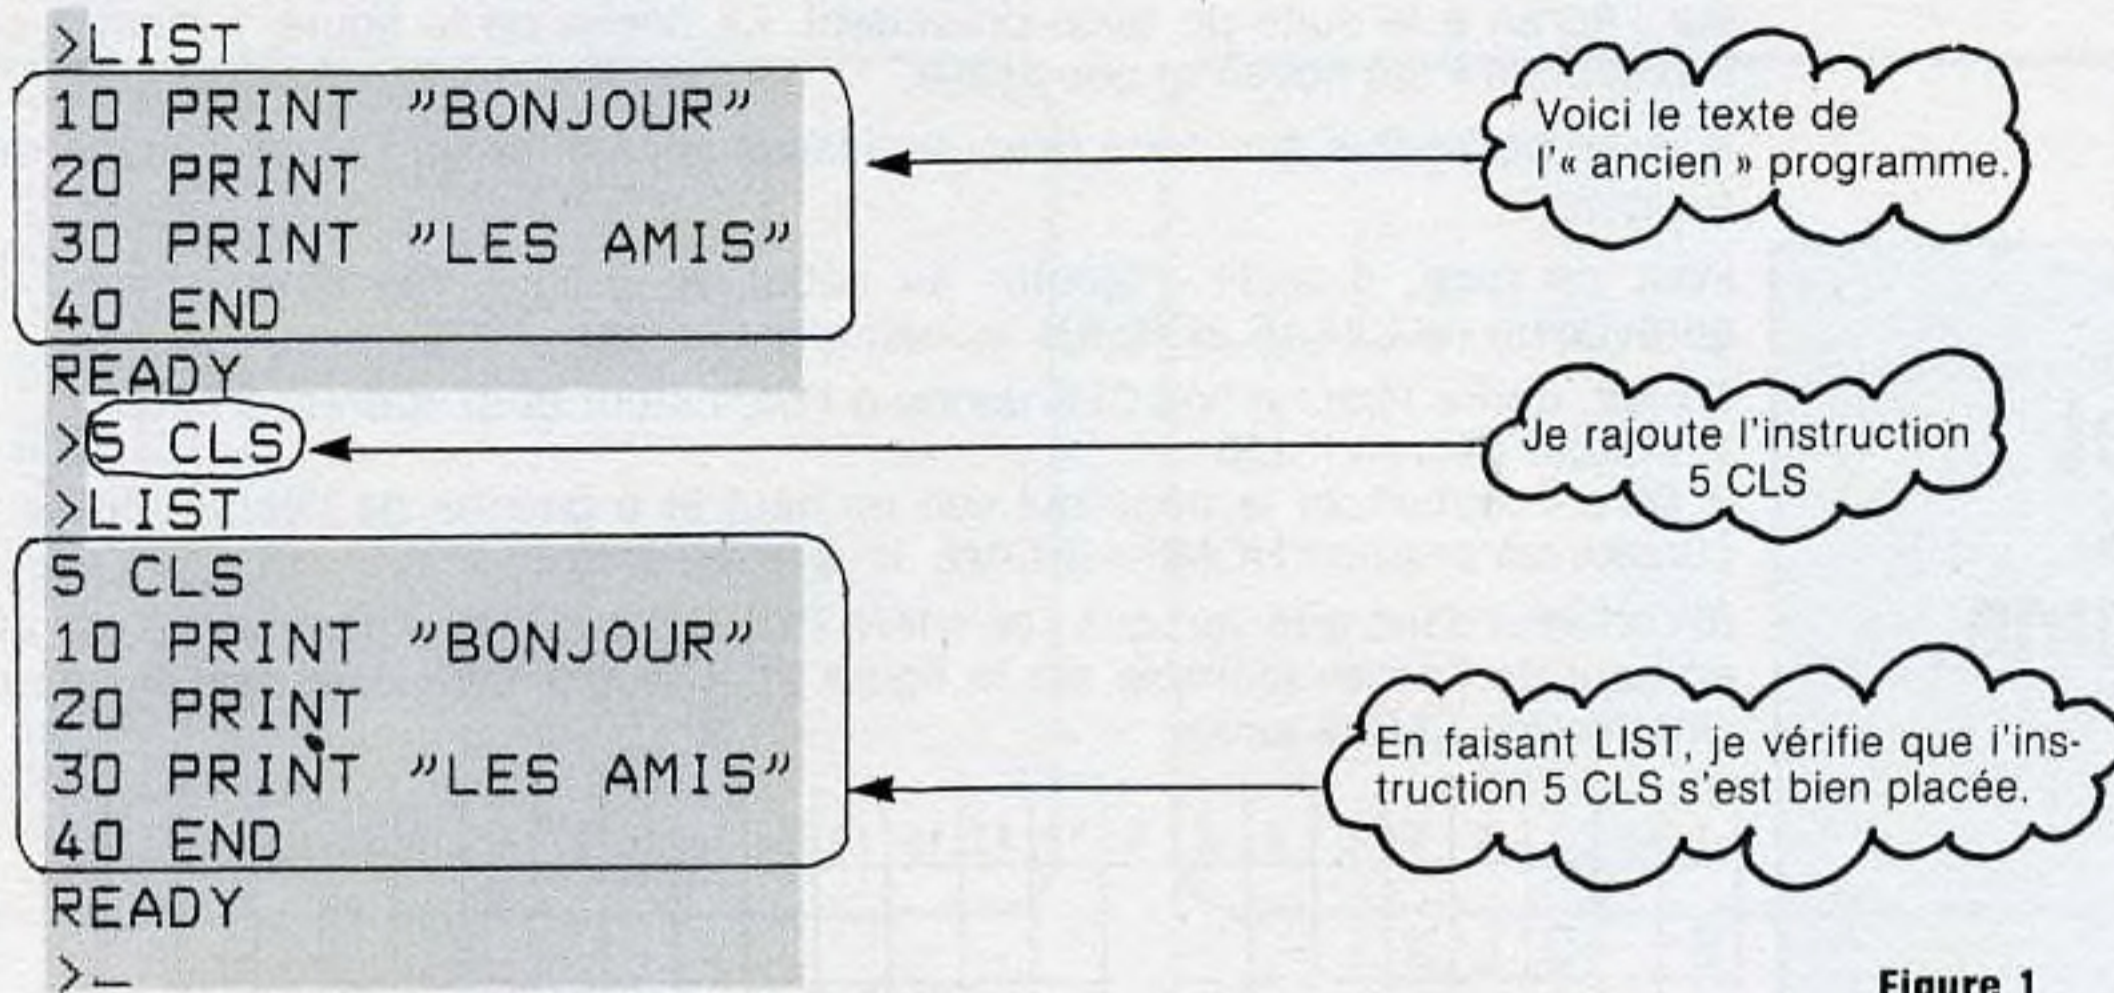 >LIST
10 PRINT "BONJOUR"
20 PRINT
30 PRINT "LES AMIS"
40 END
READY
>5 CLS
>LIST
5 CLS
10 PRINT "BONJOUR"
20 PRINT
30 PRINT "LES AMIS"
40 END
READY
>_
Voici le texte de
l'« ancien » programme.
Je rajoute l'instruction
5 CLS
En faisant LIST, je vérifie que l'ins-
truction 5 CLS s'est bien placée.
Figure 1